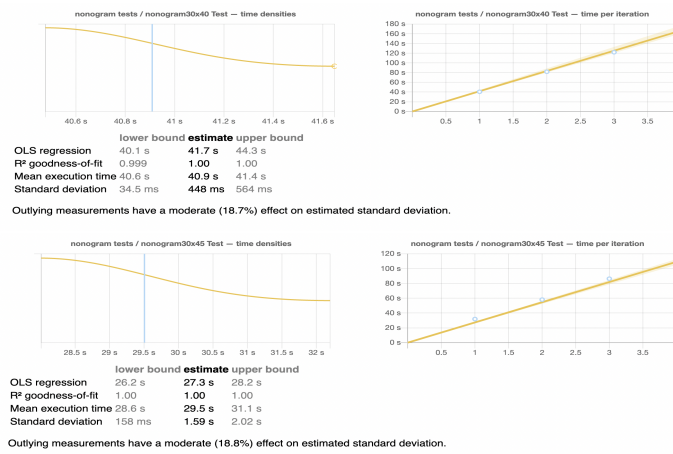 nonogram tests / nonogram30x40 Test — time densities
40.6 s 40.8 s 41 s 41.2 s 41.4 s 41.6 s
nonogram tests / nonogram30x40 Test — time per iteration
180 s
160 s
140 s
120 s
100 s
80 s
60 s
40 s
20 s
0 s
0.5 1 1.5 2 2.5 3 3.5
lower bound estimate upper bound
OLS regression 40.1 s 41.7 s 44.3 s
R² goodness-of-fit 0.999 1.00 1.00
Mean execution time 40.6 s 40.9 s 41.4 s
Standard deviation 34.5 ms 448 ms 564 ms
Outlying measurements have a moderate (18.7%) effect on estimated standard deviation.
nonogram tests / nonogram30x45 Test — time densities
28.5 s 29 s 29.5 s 30 s 30.5 s 31 s 31.5 s 32 s
nonogram tests / nonogram30x45 Test — time per iteration
120 s
100 s
80 s
60 s
40 s
20 s
0 s
0.5 1 1.5 2 2.5 3 3.5
lower bound estimate upper bound
OLS regression 26.2 s 27.3 s 28.2 s
R² goodness-of-fit 1.00 1.00 1.00
Mean execution time 28.6 s 29.5 s 31.1 s
Standard deviation 158 ms 1.59 s 2.02 s
Outlying measurements have a moderate (18.8%) effect on estimated standard deviation.